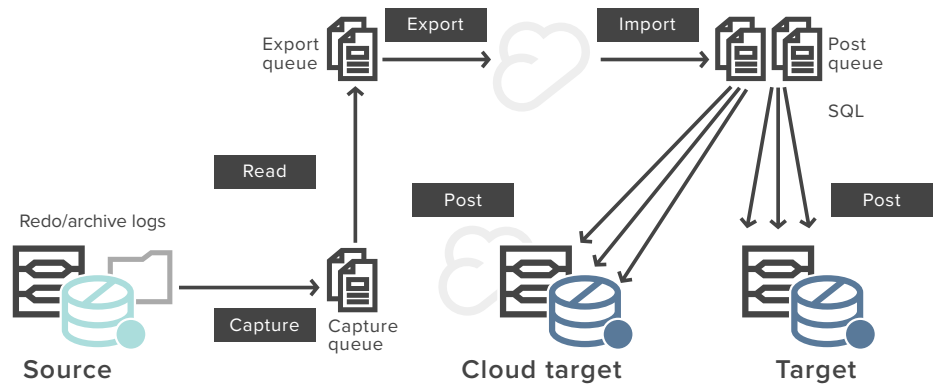 Export
queue
Export
Import
Post
queue
SQL
Read
Post
Post
Redo/archive logs
Capture
Capture
queue
Source
Cloud target
Target